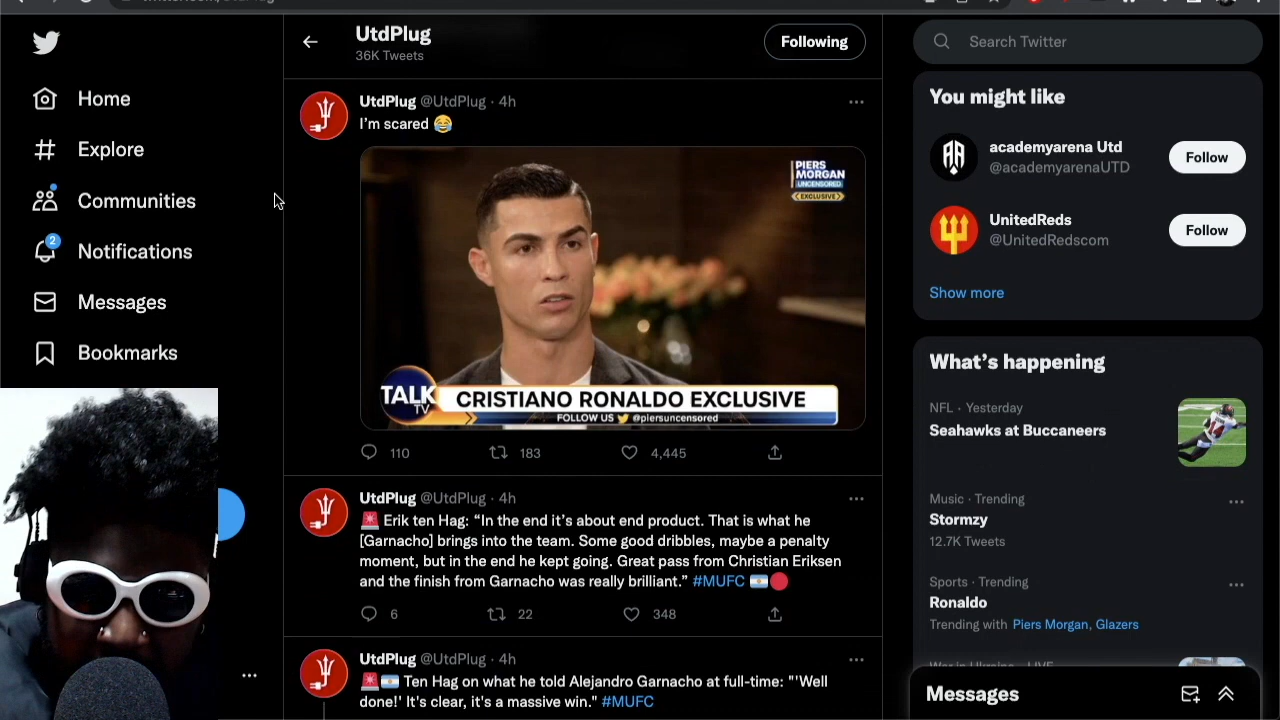 UtdPlug
36K Tweets
Following
Search Twitter
Home
Explore
Communities
2
Notifications
Messages
Bookmarks
UtdPlug @UtdPlug · 4h
I'm scared 😂
PIERS
MORGAN
UNCENSORED
EXCLUSIVE
TALK
TV
CRISTIANO RONALDO EXCLUSIVE
FOLLOW US @piersuncensored
110 183 4,445
UtdPlug @UtdPlug · 4h
🚨 Erik ten Hag: “In the end it’s about end product. That is what he
[Garnacho] brings into the team. Some good dribbles, maybe a penalty
moment, but in the end he kept going. Great pass from Christian Eriksen
and the finish from Garnacho was really brilliant.” #MUFC 🇦🇷🔴
6 22 348
UtdPlug @UtdPlug · 4h
🚨🇦🇷 Ten Hag on what he told Alejandro Garnacho at full-time: "'Well
done!' It's clear, it's a massive win." #MUFC
You might like
academyarena Utd
@academyarenaUTD
Follow
UnitedReds
@UnitedRedscom
Follow
Show more
What's happening
NFL · Yesterday
Seahawks at Buccaneers
Music · Trending
Stormzy
12.7K Tweets
Sports · Trending
Ronaldo
Trending with Piers Morgan, Glazers
Messages